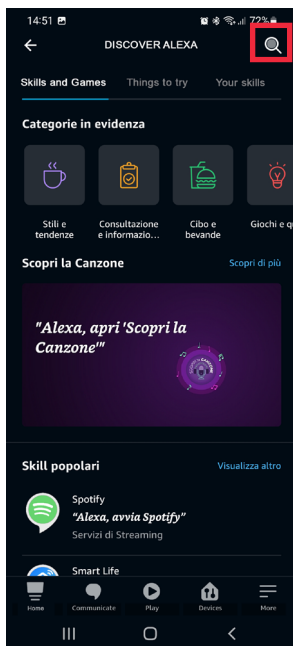 14:51 72%
DISCOVER ALEXA
Skills and Games Things to try Your skills
Categorie in evidenza
Stili e tendenze
Consultazione e informazio...
Cibo e bevande
Giochi e q
Scopri la Canzone Scopri di più
"Alexa, apri 'Scopri la
Canzone'"
Skill popolari Visualizza altro
Spotify
"Alexa, avvia Spotify"
Servizi di Streaming
Smart Life
Home Communicate Play Devices More